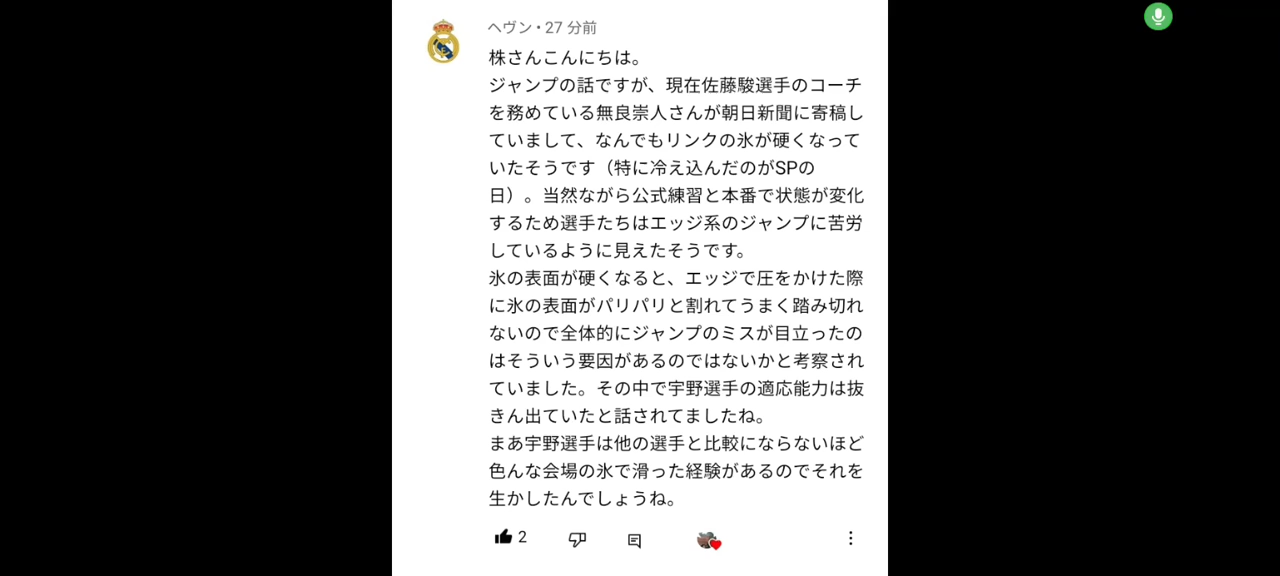 ヘヴン・27 分前
株さんこんにちは。
ジャンプの話ですが、現在佐藤駿選手のコーチ
を務めている無良崇人さんが朝日新聞に寄稿し
ていまして、なんでもリンクの氷が硬くなって
いたそうです（特に冷え込んだのがSPの
日）。当然ながら公式練習と本番で状態が変化
するため選手たちはエッジ系のジャンプに苦労
しているように見えたそうです。
氷の表面が硬くなると、エッジで圧をかけた際
に氷の表面がパリパリと割れてうまく踏み切れ
ないので全体的にジャンプのミスが目立ったの
はそういう要因があるのではないかと考察され
ていました。その中で宇野選手の適応能力は抜
きん出ていたと話されてましたね。
まあ宇野選手は他の選手と比較にならないほど
色んな会場の氷で滑った経験があるのでそれを
生かしたんでしょうね。
2